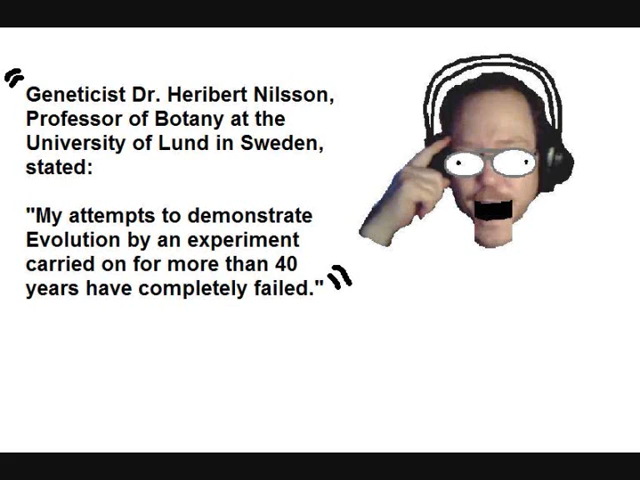 Geneticist Dr. Heribert Nilsson,
Professor of Botany at the
University of Lund in Sweden,
stated:
"My attempts to demonstrate
Evolution by an experiment
carried on for more than 40
years have completely failed."